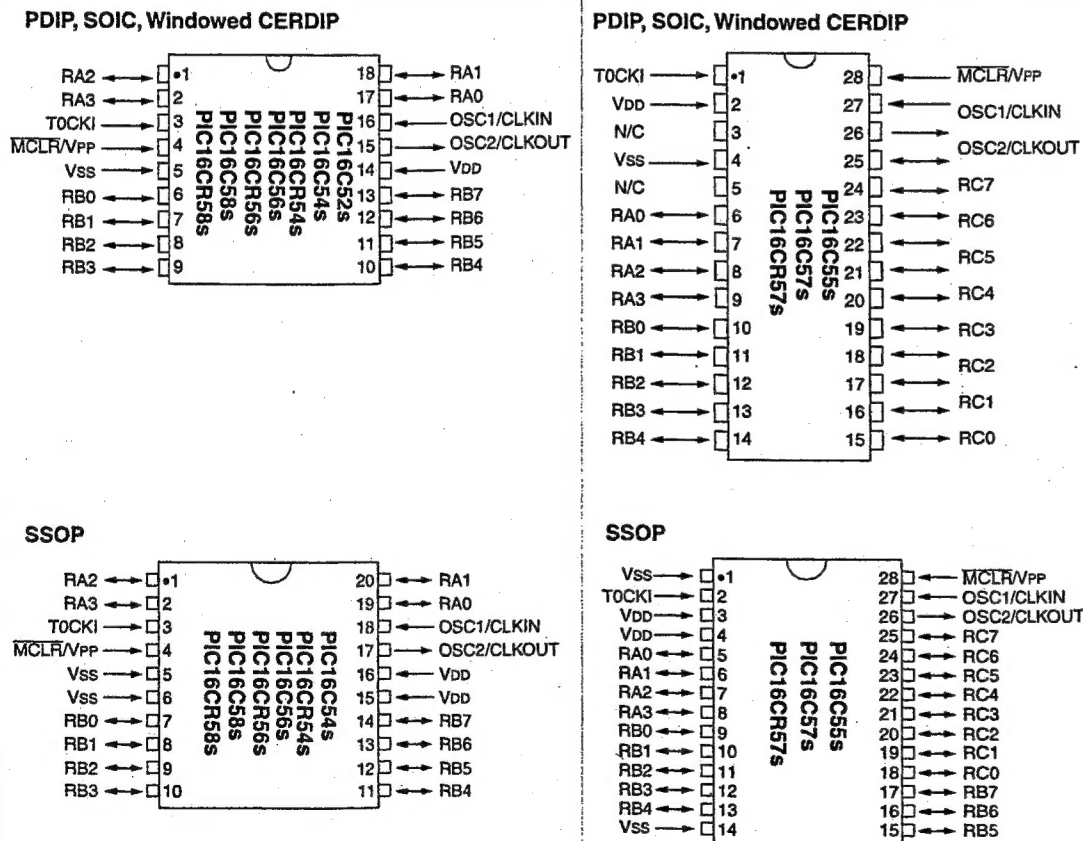 PDIP, SOIC, Windowed CERDIP
RA2 •1 18 RA1
RA3 2 17 RA0
T0CKI 3 16 OSC1/CLKIN
MCLR/VPP 4 15 OSC2/CLKOUT
VSS 5 14 VDD
RB0 6 13 RB7
RB1 7 12 RB6
RB2 8 11 RB5
RB3 9 10 RB4
PIC16C52s
PIC16C54s
PIC16CR54s
PIC16C56s
PIC16CR56s
PIC16C58s
PIC16CR58s
PDIP, SOIC, Windowed CERDIP
T0CKI •1 28 MCLR/VPP
VDD 2 27 OSC1/CLKIN
N/C 3 26 OSC2/CLKOUT
VSS 4 25
N/C 5 24 RC7
RA0 6 23 RC6
RA1 7 22 RC5
RA2 8 21
RA3 9 20 RC4
RB0 10 19 RC3
RB1 11 18 RC2
RB2 12 17
RB3 13 16 RC1
RB4 14 15 RC0
PIC16C55s
PIC16C57s
PIC16CR57s
SSOP
RA2 •1 20 RA1
RA3 2 19 RA0
T0CKI 3 18 OSC1/CLKIN
MCLR/VPP 4 17 OSC2/CLKOUT
VSS 5 16 VDD
VSS 6 15 VDD
RB0 7 14 RB7
RB1 8 13 RB6
RB2 9 12 RB5
RB3 10 11 RB4
PIC16C54s
PIC16CR54s
PIC16C56s
PIC16CR56s
PIC16C58s
PIC16CR58s
SSOP
VSS •1 28 MCLR/VPP
T0CKI 2 27 OSC1/CLKIN
VDD 3 26 OSC2/CLKOUT
VDD 4 25 RC7
RA0 5 24 RC6
RA1 6 23 RC5
RA2 7 22 RC4
RA3 8 21 RC3
RB0 9 20 RC2
RB1 10 19 RC1
RB2 11 18 RC0
RB3 12 17 RB7
RB4 13 16 RB6
VSS 14 15 RB5
PIC16C55s
PIC16C57s
PIC16CR57s